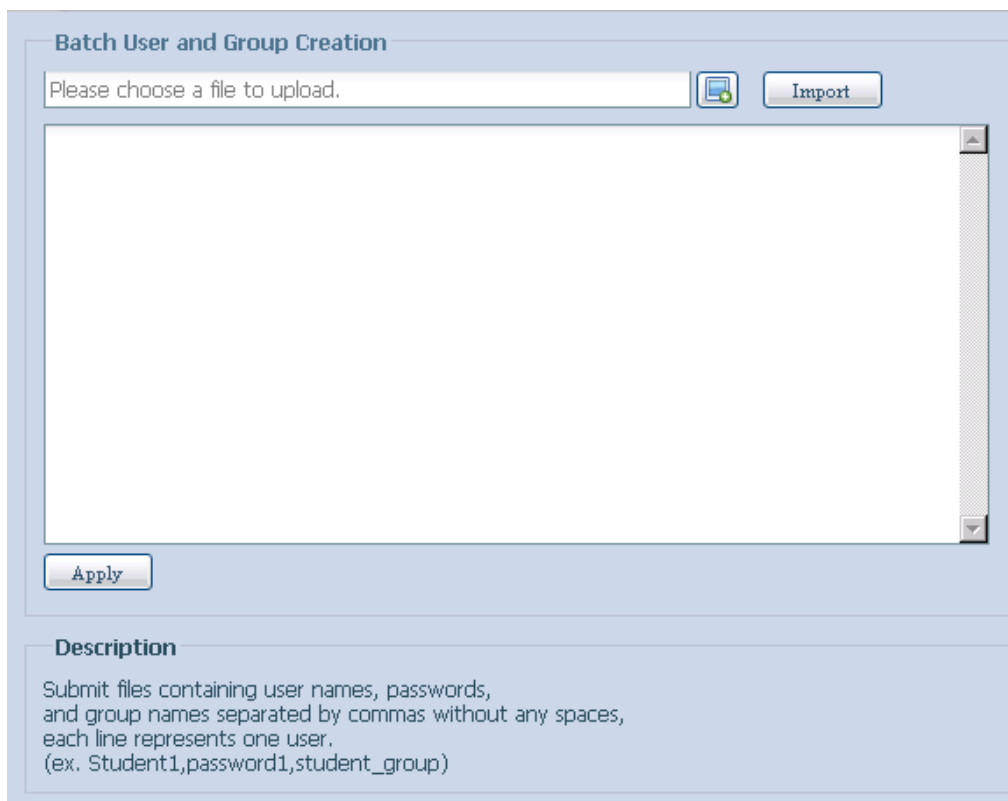 Batch User and Group Creation
Please choose a file to upload.
Import
Apply
Description
Submit files containing user names, passwords,
and group names separated by commas without any spaces,
each line represents one user.
(ex. Student1,password1,student_group)